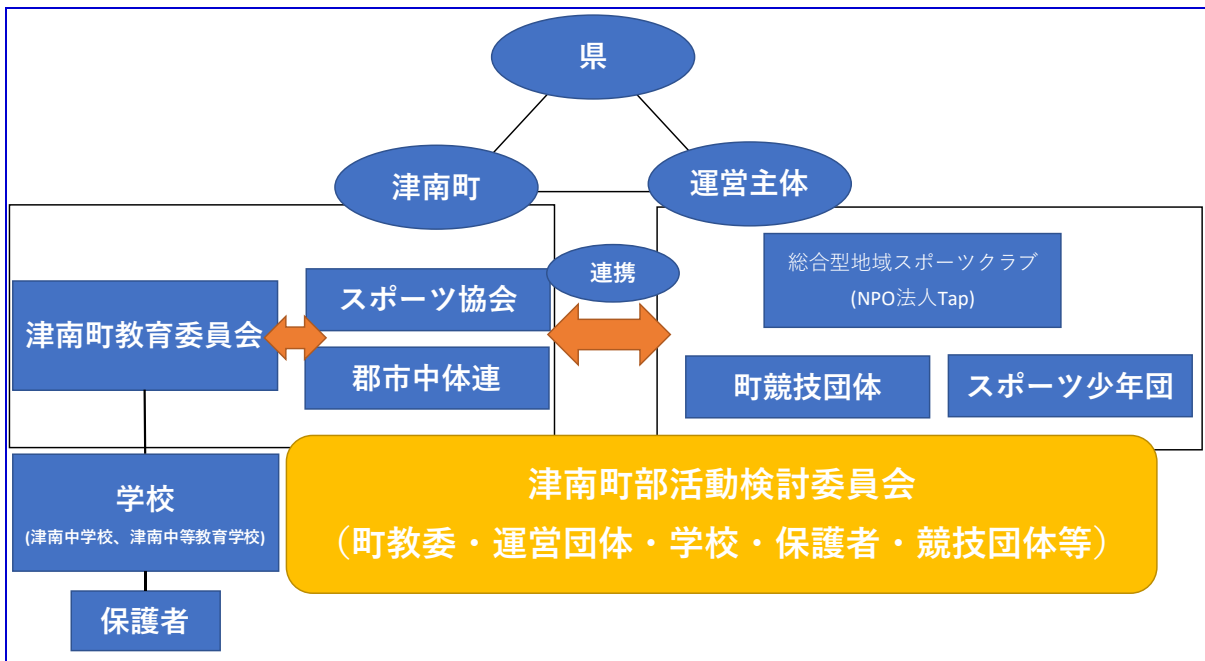 県
津南町
運営主体
連携
総合型地域スポーツクラブ
(NPO法人Tap)
スポーツ協会
津南町教育委員会
郡市中体連
町競技団体
スポーツ少年団
学校
(津南中学校、津南中等教育学校)
津南町部活動検討委員会
（町教委・運営団体・学校・保護者・競技団体等）
保護者